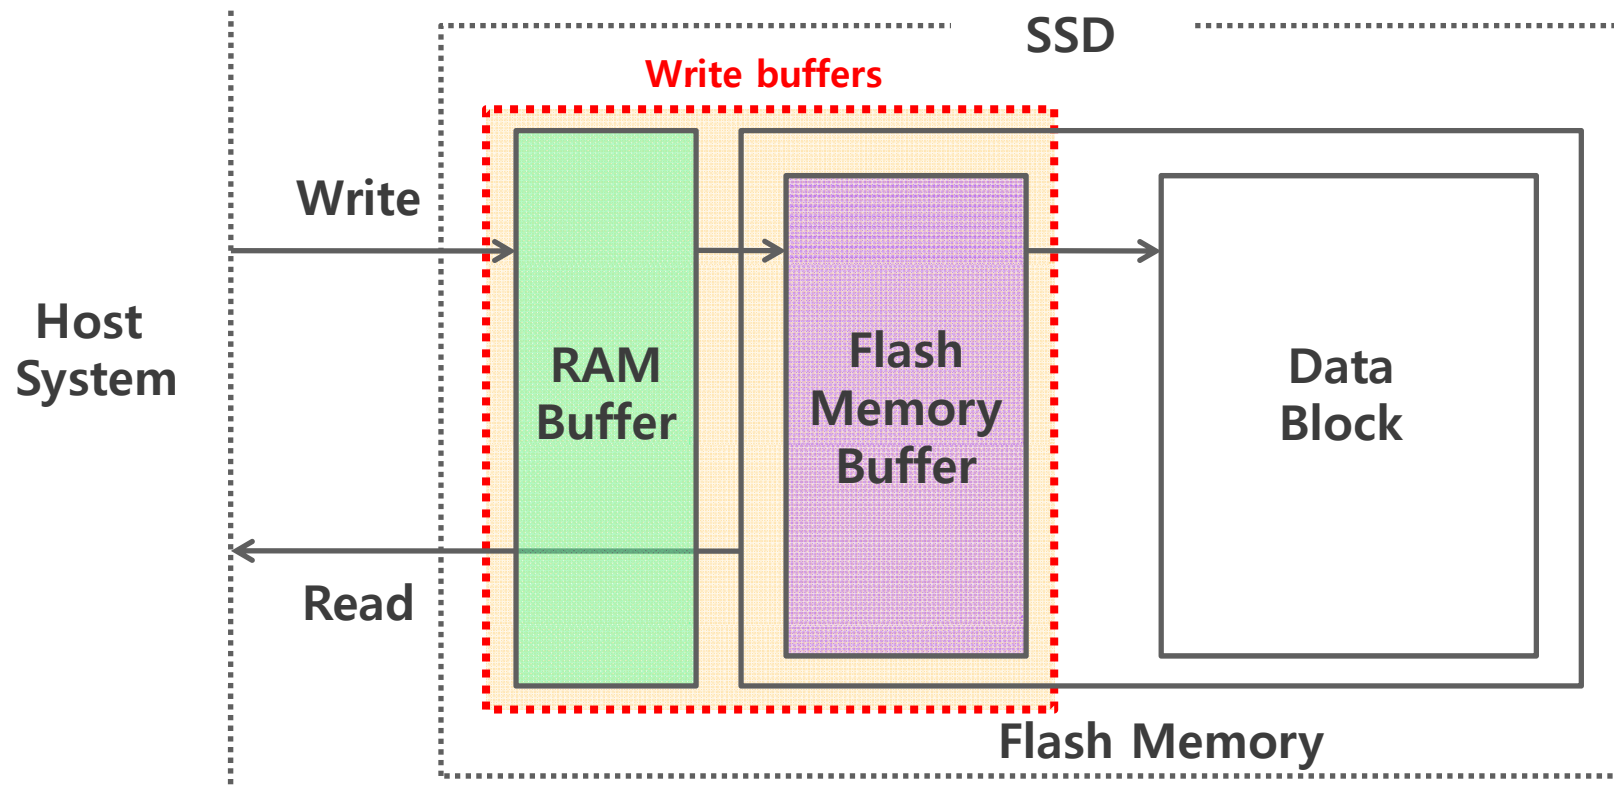 SSD
Write buffers
Write
Host
System
RAM
Buffer
Flash
Memory
Buffer
Data
Block
Read
Flash Memory